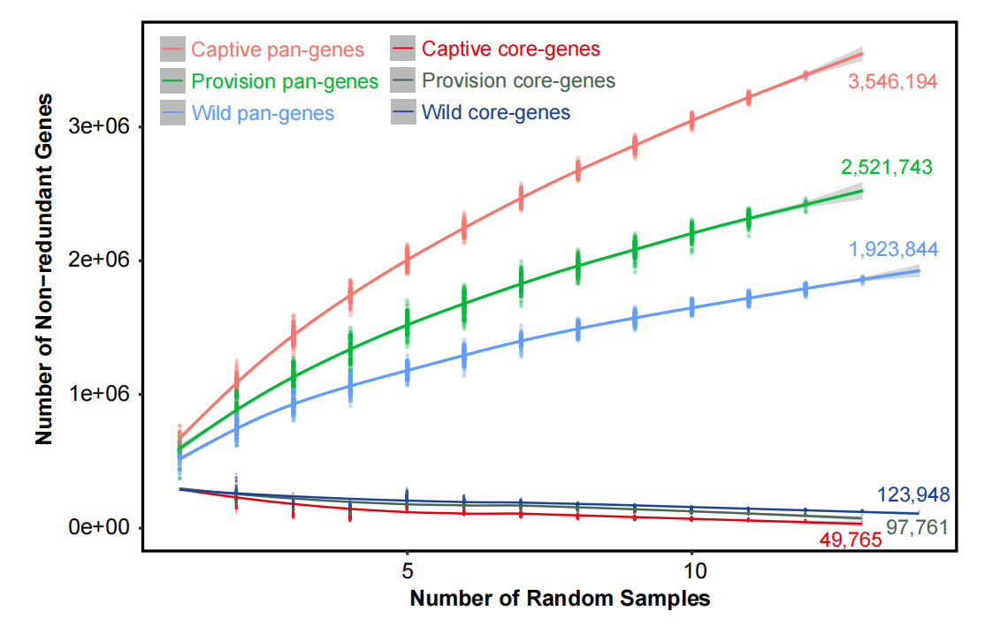 Captive pan-genes Captive core-genes
Provision pan-genes Provision core-genes
Wild pan-genes Wild core-genes
3,546,194
2,521,743
1,923,844
123,948
97,761
49,765
Number of Non−redundant Genes
3e+06
2e+06
1e+06
0e+00
5 10
Number of Random Samples